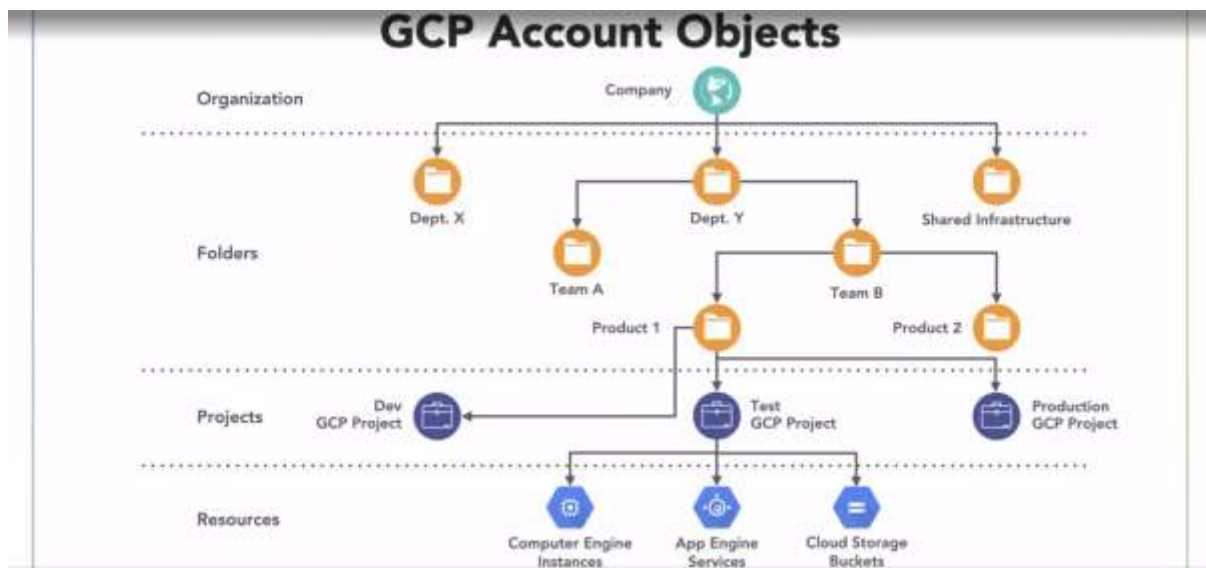 GCP Account Objects
Organization
Company
Dept. X
Dept. Y
Shared Infrastructure
Folders
Team A
Team B
Product 1
Product 2
Projects
Dev
GCP Project
Test
GCP Project
Production
GCP Project
Resources
Computer Engine
Instances
App Engine
Services
Cloud Storage
Buckets